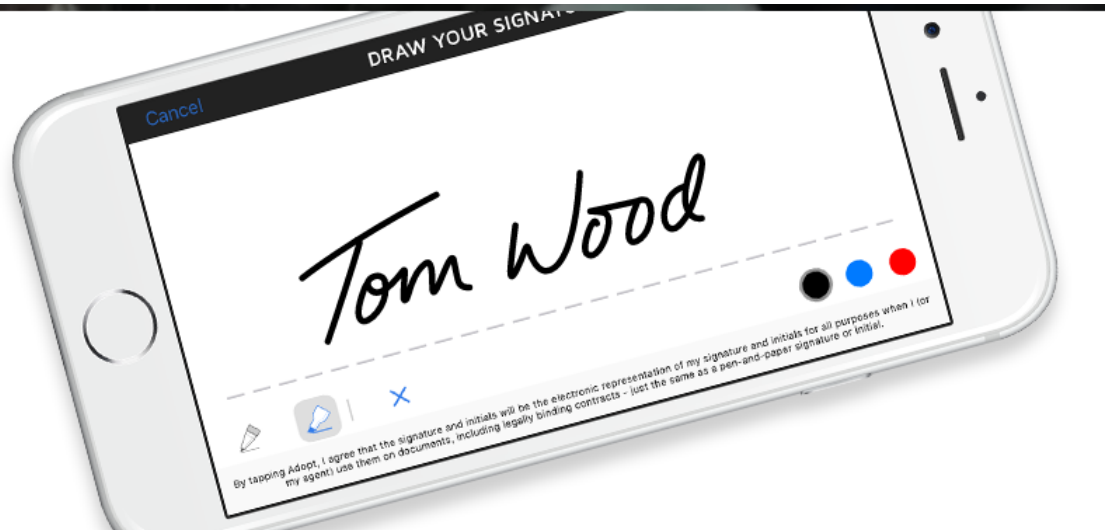 DRAW YOUR
Cancel
Tom Wood
By tapping Adopt, I agree that the signature and initials will be the electronic representation of my signature and initials for all purposes when I (or
my agent) use them on documents, including legally binding contracts - just the same as a pen-and-paper signature or initial.